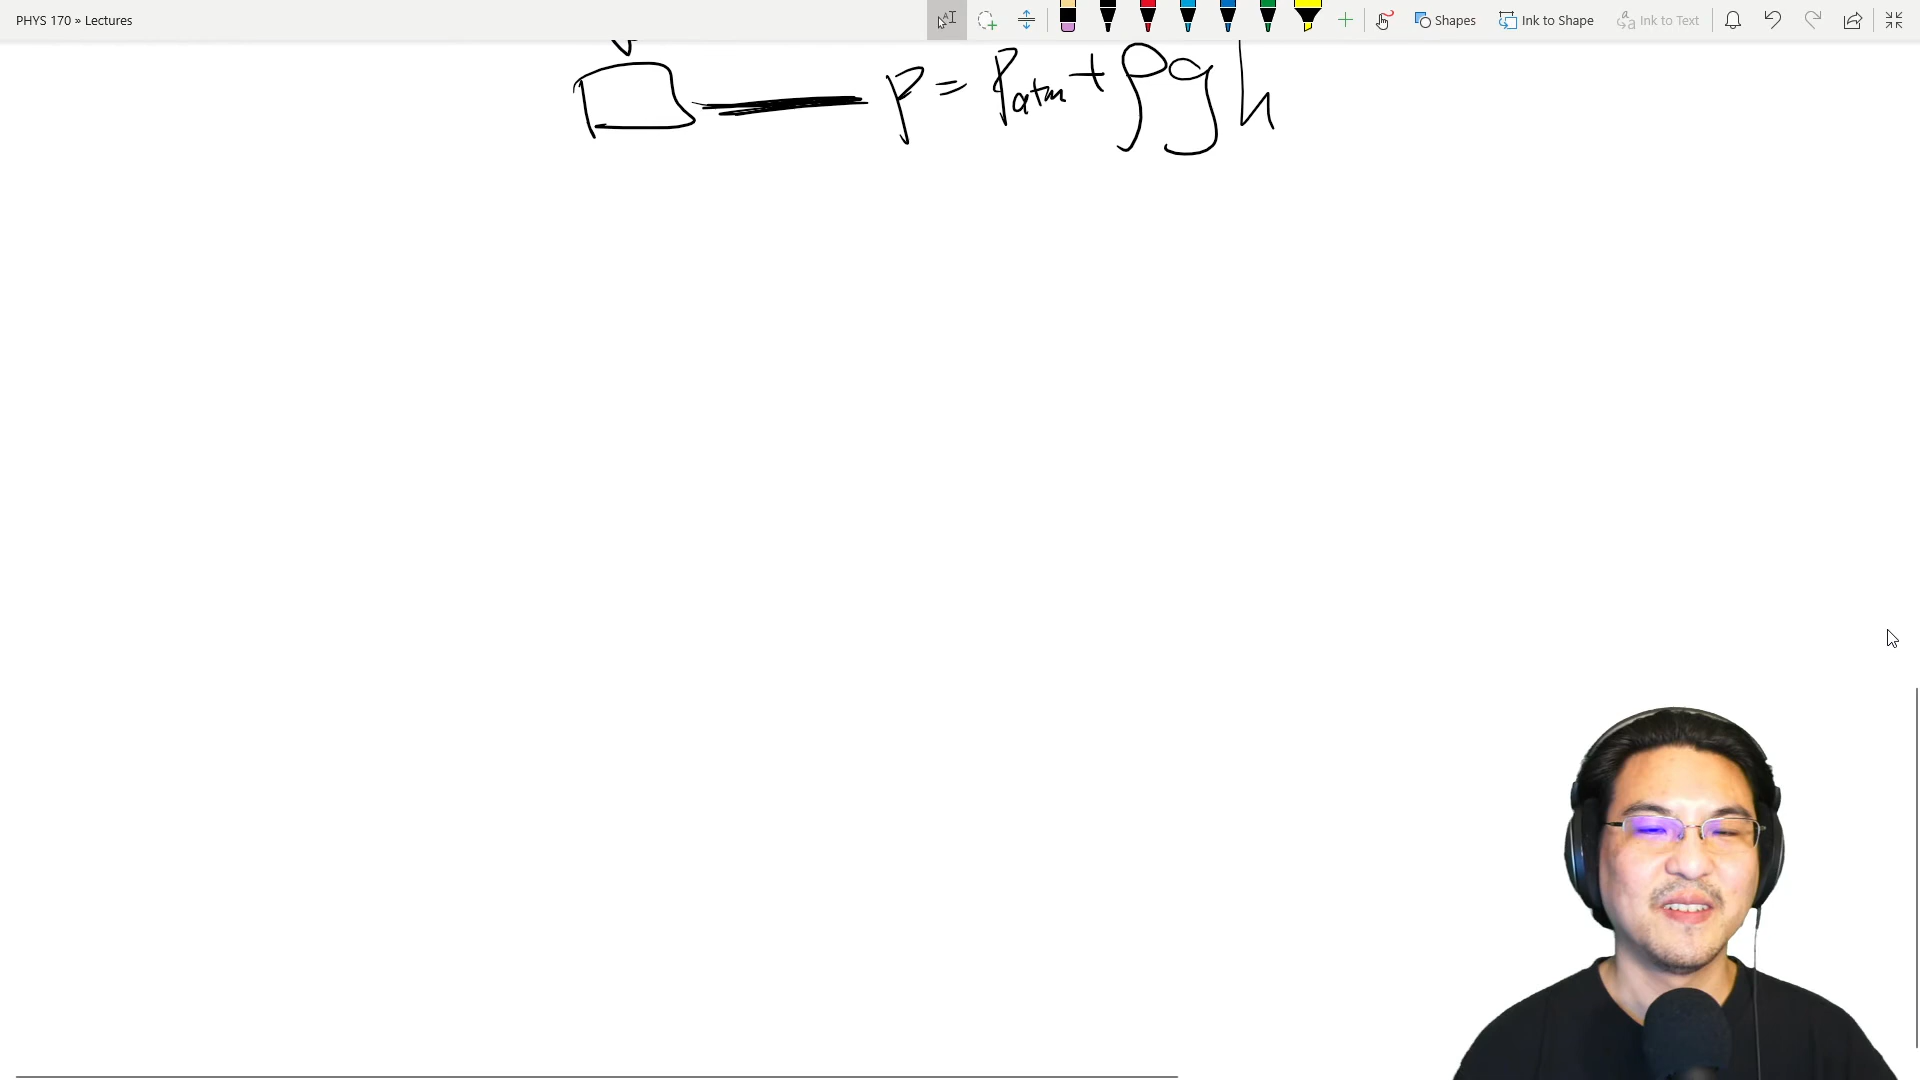 PHYS 170 » Lectures
Shapes
Ink to Shape
Ink to Text
P = Patm + ρgh